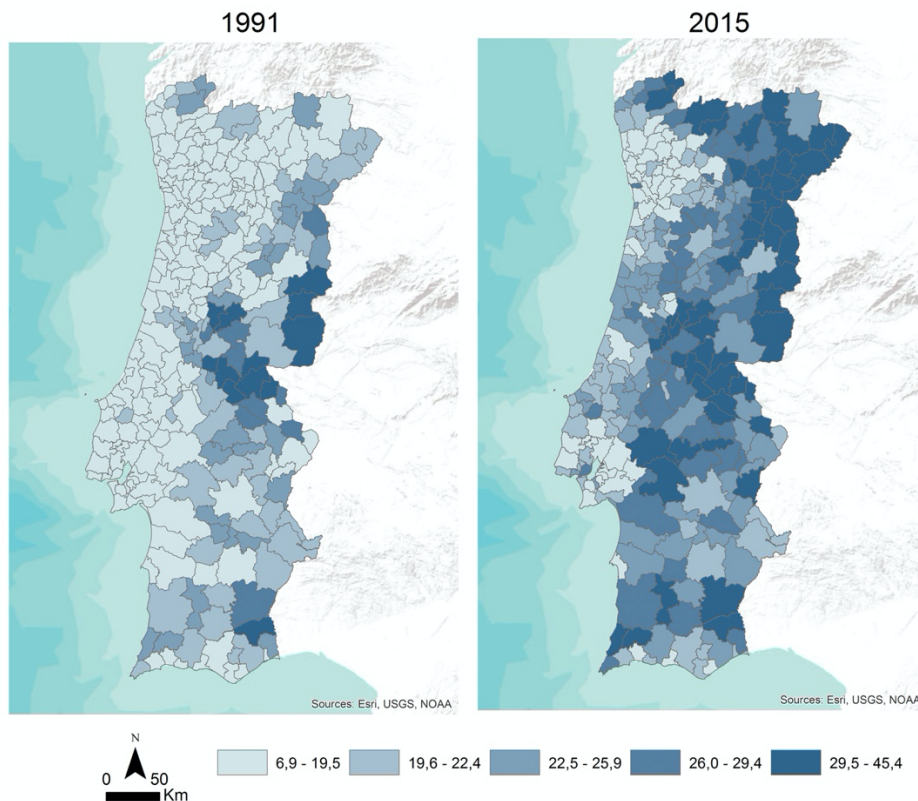 1991
2015
Sources: Esri, USGS, NOAA
Sources: Esri, USGS, NOAA
N
0 50
Km
6,9 - 19,5
19,6 - 22,4
22,5 - 25,9
26,0 - 29,4
29,5 - 45,4